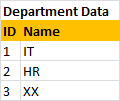 Department Data
ID Name
1 IT
2 HR
3 XX